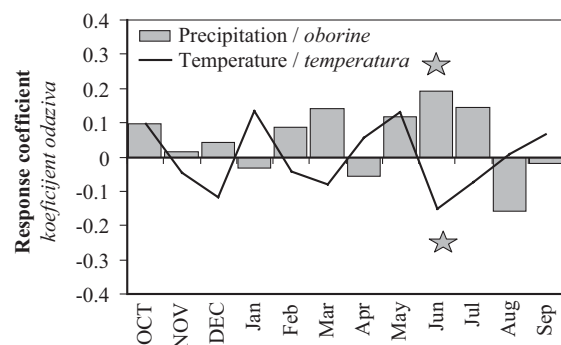 Response coefficient
koeficijent odaziva
0.4
0.3
0.2
0.1
0
-0.1
-0.2
-0.3
-0.4
Precipitation / oborine
Temperature / temperatura
OCT
NOV
DEC
Jan
Feb
Mar
Apr
May
Jun
Jul
Aug
Sep